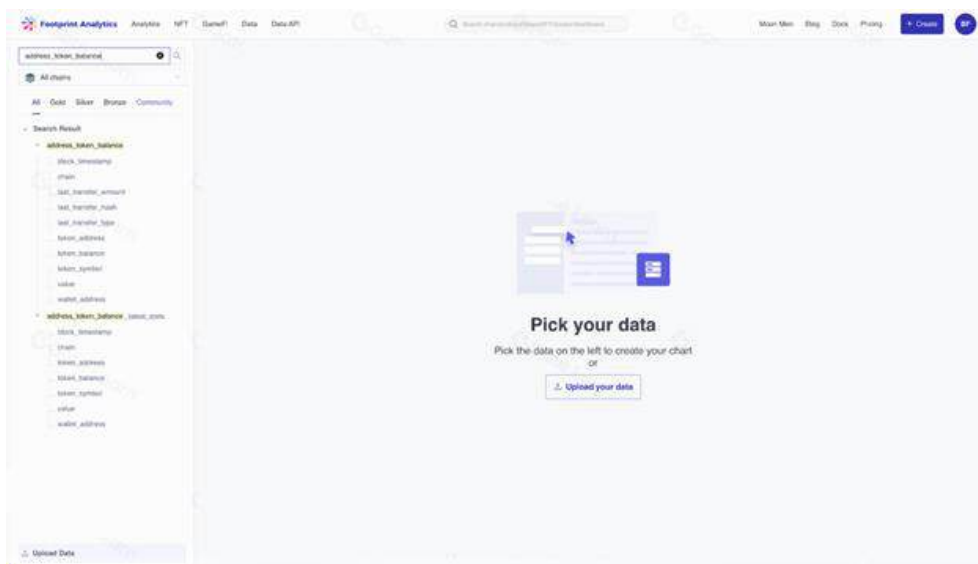 Footprint Analytics Analytics NFT GameFi Data Data API Moon Men Blog Docs Pricing + Create BF
address_token_balance
All chains
All Gold Silver Bronze Community
Search Result
address_token_balance
block_timestamp
chain
last_transfer_amount
last_transfer_hash
last_transfer_type
token_address
token_balance
token_symbol
value
wallet_address
address_token_balance
block_timestamp
chain
token_address
token_balance
token_symbol
value
wallet_address
Pick your data
Pick the data on the left to create your chart
or
Upload your data
Upload Data